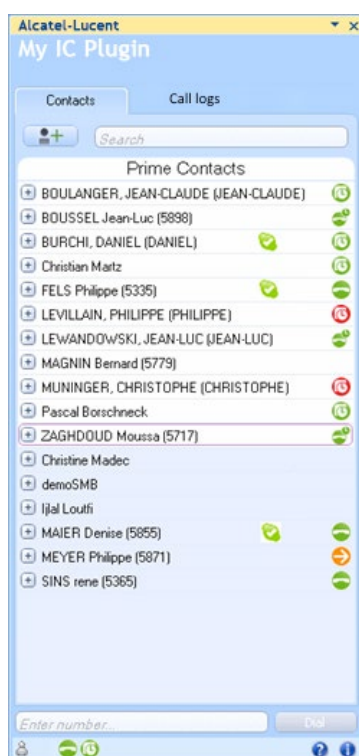 Alcatel-Lucent
My IC Plugin
Contacts Call logs
Search
Prime Contacts
BOULANGER, JEAN-CLAUDE (JEAN-CLAUDE)
BOUSSEL Jean-Luc (5898)
BURCHI, DANIEL (DANIEL)
Christian Martz
FELS Philippe (5335)
LEVILLAIN, PHILIPPE (PHILIPPE)
LEWANDOWSKI, JEAN-LUC (JEAN-LUC)
MAGNIN Bernard (5779)
MUNINGER, CHRISTOPHE (CHRISTOPHE)
Pascal Borschneck
ZAGHDOUD Moussa (5717)
Christine Madec
demoSMB
Ijlal Loutfi
MAIER Denise (5855)
MEYER Philippe (5871)
SINS rene (5365)
Enter number... Dial